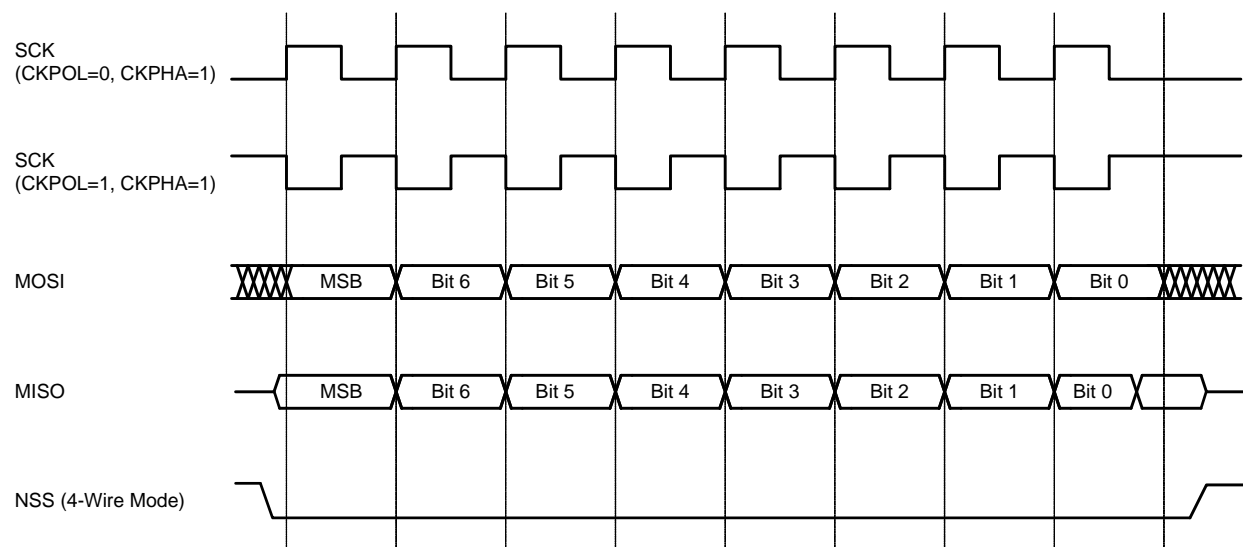 SCK
(CKPOL=0, CKPHA=1)
SCK
(CKPOL=1, CKPHA=1)
MOSI MSB Bit 6 Bit 5 Bit 4 Bit 3 Bit 2 Bit 1 Bit 0
MISO MSB Bit 6 Bit 5 Bit 4 Bit 3 Bit 2 Bit 1 Bit 0
NSS (4-Wire Mode)